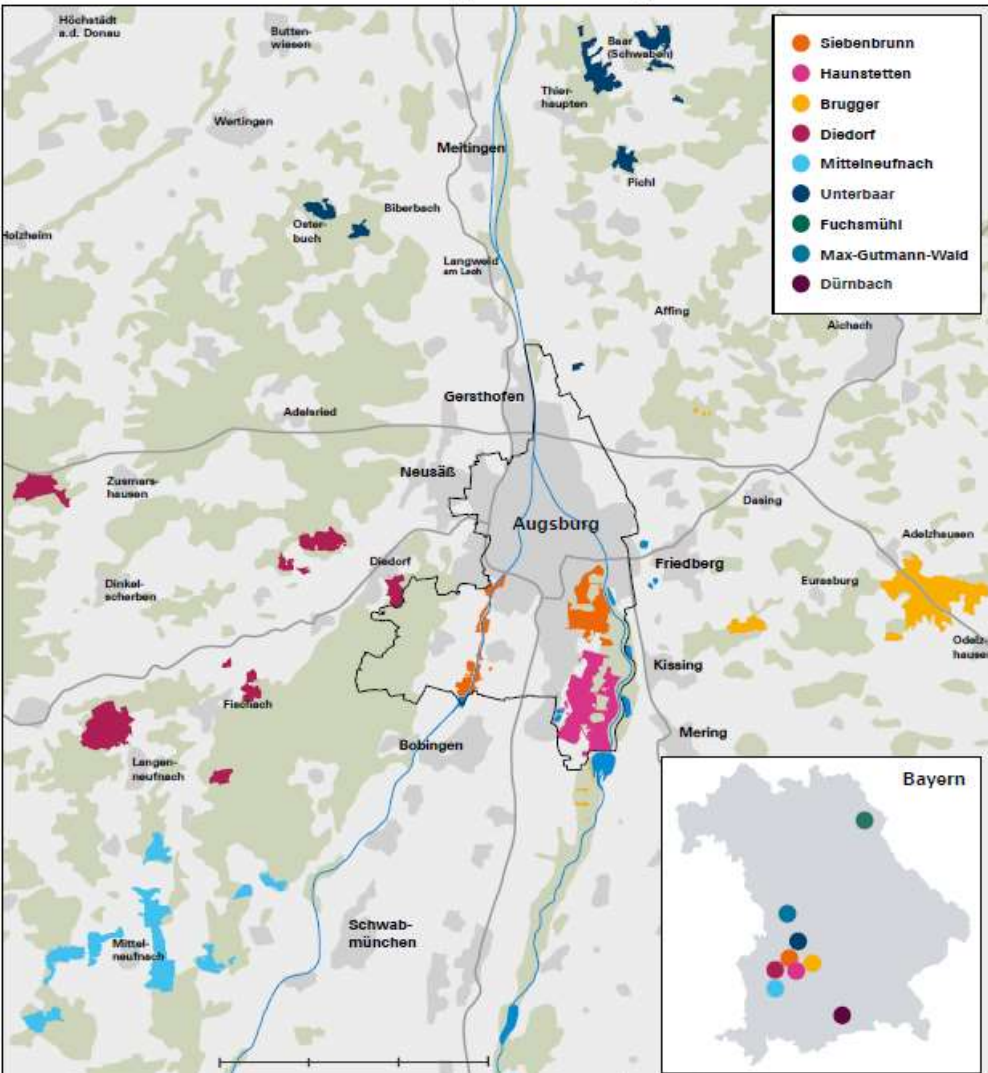 Höchstädt
a.d. Donau
Butten-
wiesen
Baar
(Schwaben)
Thier-
haupten
Wertingen
Meitingen
Pichl
Biberbach
Oster-
buch
Holzheim
Langweid
am Lech
Affing
Aichach
Gersthofen
Adelsried
Neusäß
Zusmars-
hausen
Dasing
Augsburg
Adelzhausen
Diedorf
Friedberg
Eurasburg
Dinkel-
scherben
Odelz-
hausen
Kissing
Fischach
Mering
Bobingen
Langen-
neufnach
Schwab-
münchen
Mittel-
neufnach
Siebenbrunn
Haunstetten
Brugger
Diedorf
Mittelneufnach
Unterbaar
Fuchsmühl
Max-Gutmann-Wald
Dürnbach
Bayern